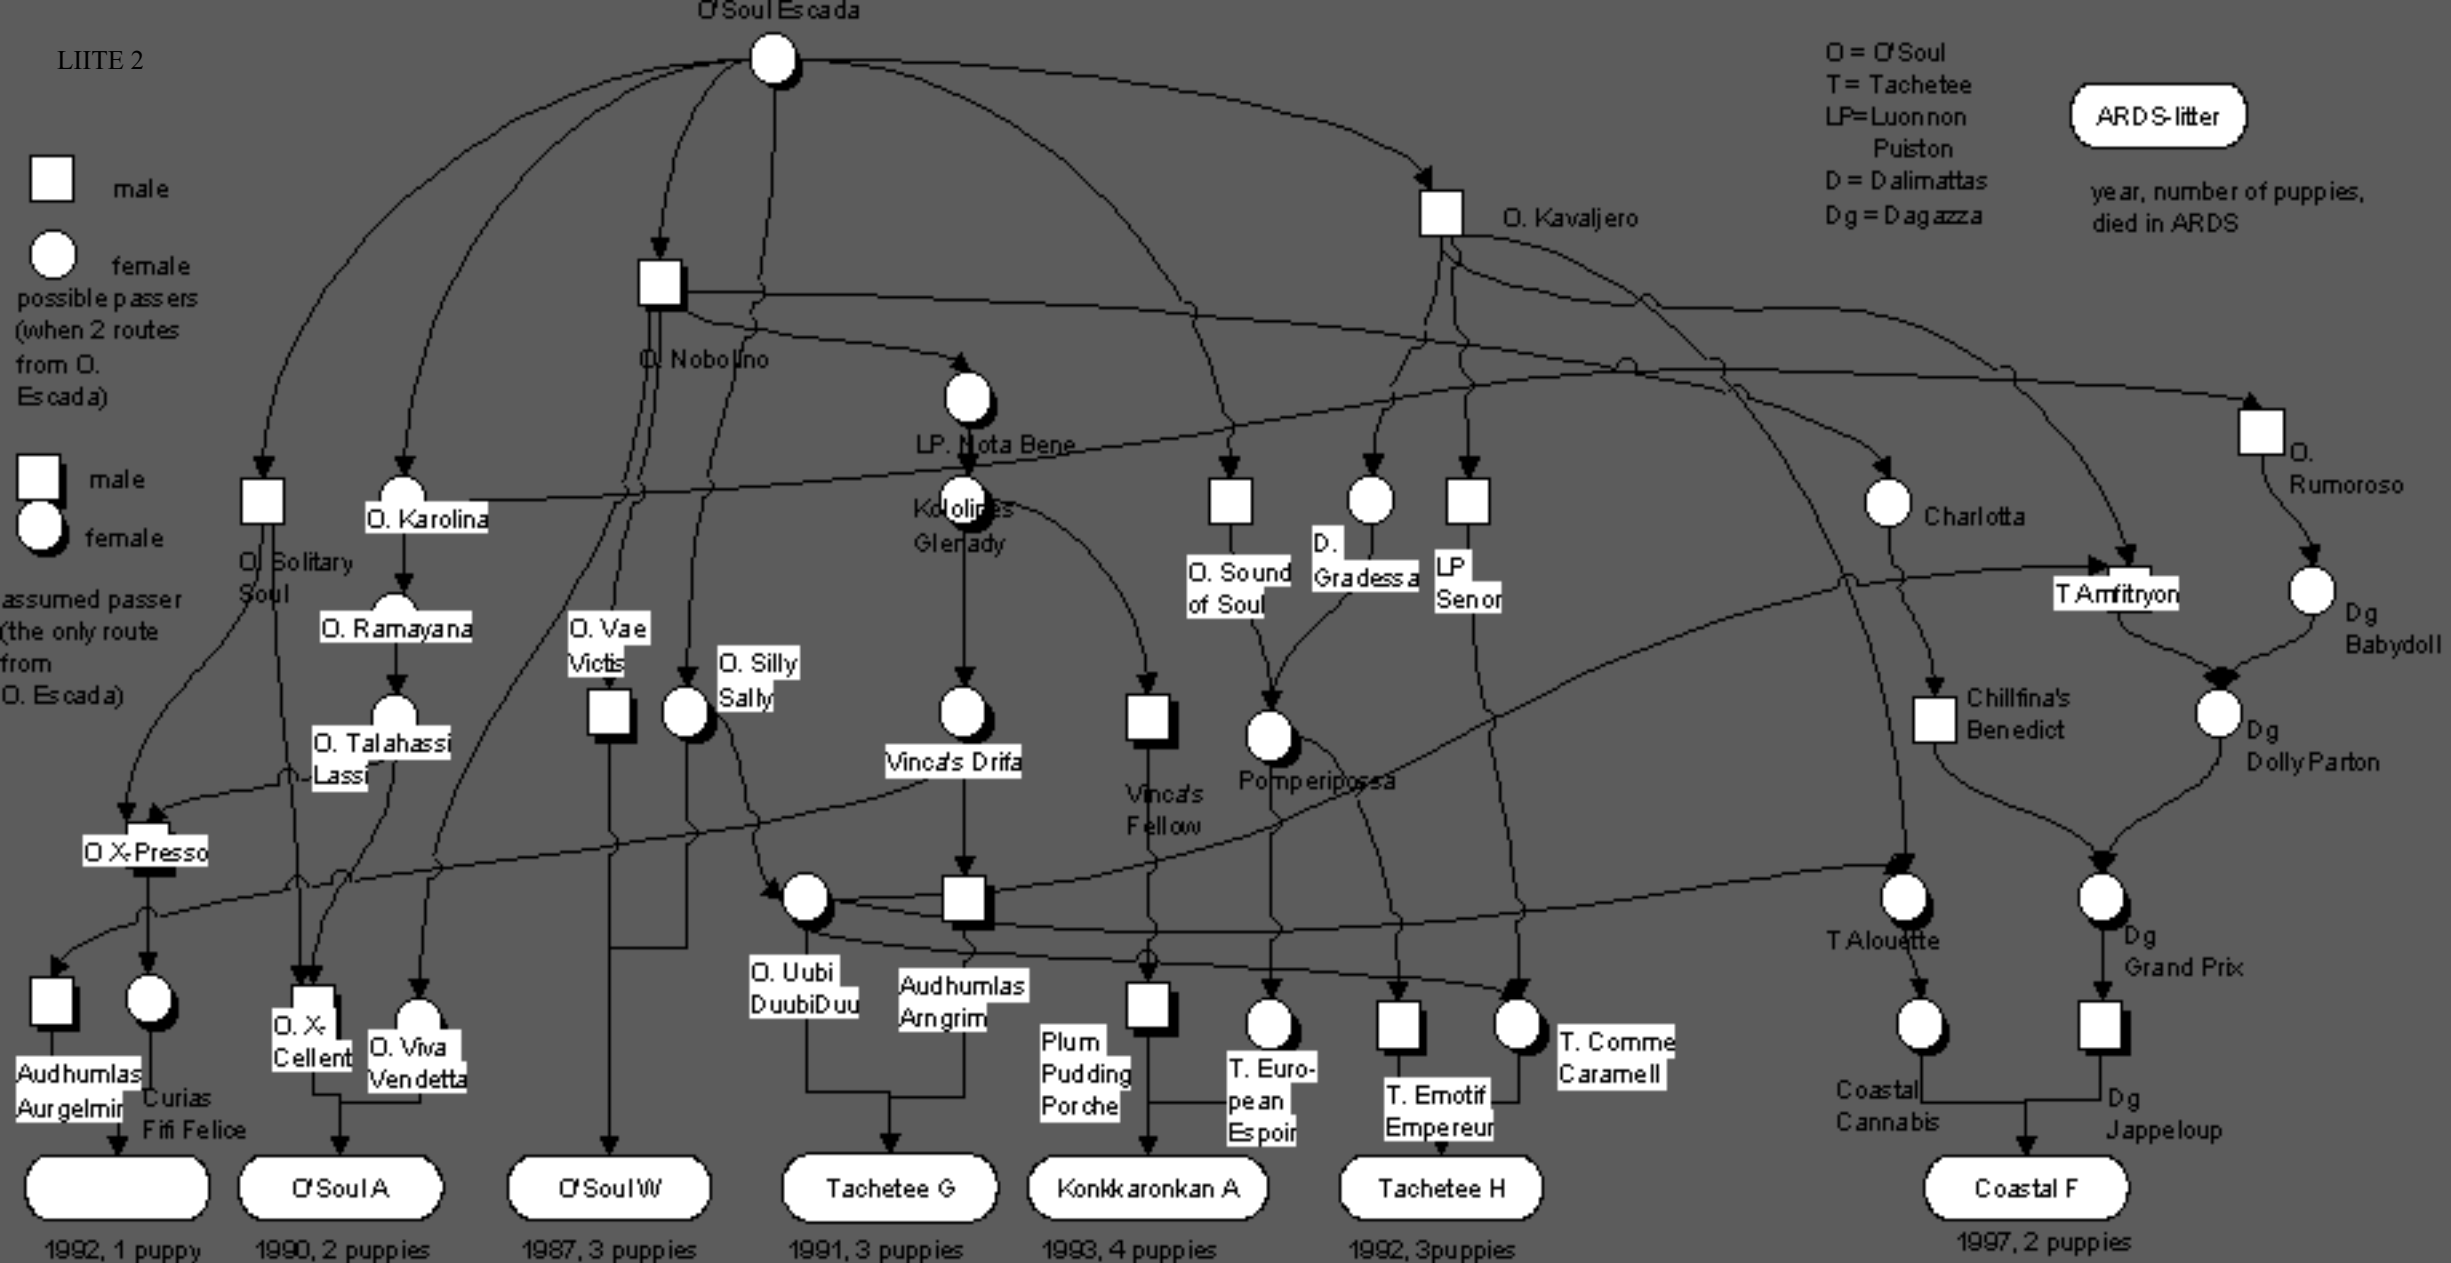 O'Soul Escada
LIITE 2
O = O'Soul
T= Tachetee
LP=Luonnon
Puiston
D = Dalimattas
Dg = Dagazza
ARDS-litter
year, number of puppies,
died in ARDS
male
female
possible passers
(when 2 routes
from O.
Escada)
male
female
assumed passer
(the only route
from
O. Escada)
O. Kavaljero
O. Nobolino
LP. Nota Bene
O.
Rumoroso
O. Karolina
Kololines
Glenady
Charlotta
O. Solitary
Soul
O. Sound
of Soul
D.
Gradessa
LP
Senor
T Amfitryon
Dg
Babydoll
O. Ramayana
O. Vae
Victis
O. Silly
Sally
O. Talahassi
Lassi
Vinca's Drifa
Vinca's
Fellow
Pomperipossa
Chillfina's
Benedict
Dg
Dolly Parton
O X-Presso
T Alouette
Dg
Grand Prix
O. Uubi
DuubiDuu
Audhumlas
Arngrim
Audhumlas
Aurgelmir
Curias
Fifi Felice
O. X-
Cellent
O. Viva
Vendetta
Plum
Pudding
Porche
T. Euro-
pean
Espoir
T. Emotif
Empereur
T. Comme
Caramell
Coastal
Cannabis
Dg
Jappeloup
O'Soul A
O'Soul W
Tachetee G
Konkkaronkan A
Tachetee H
Coastal F
1992, 1 puppy
1990, 2 puppies
1987, 3 puppies
1991, 3 puppies
1993, 4 puppies
1992, 3puppies
1997, 2 puppies